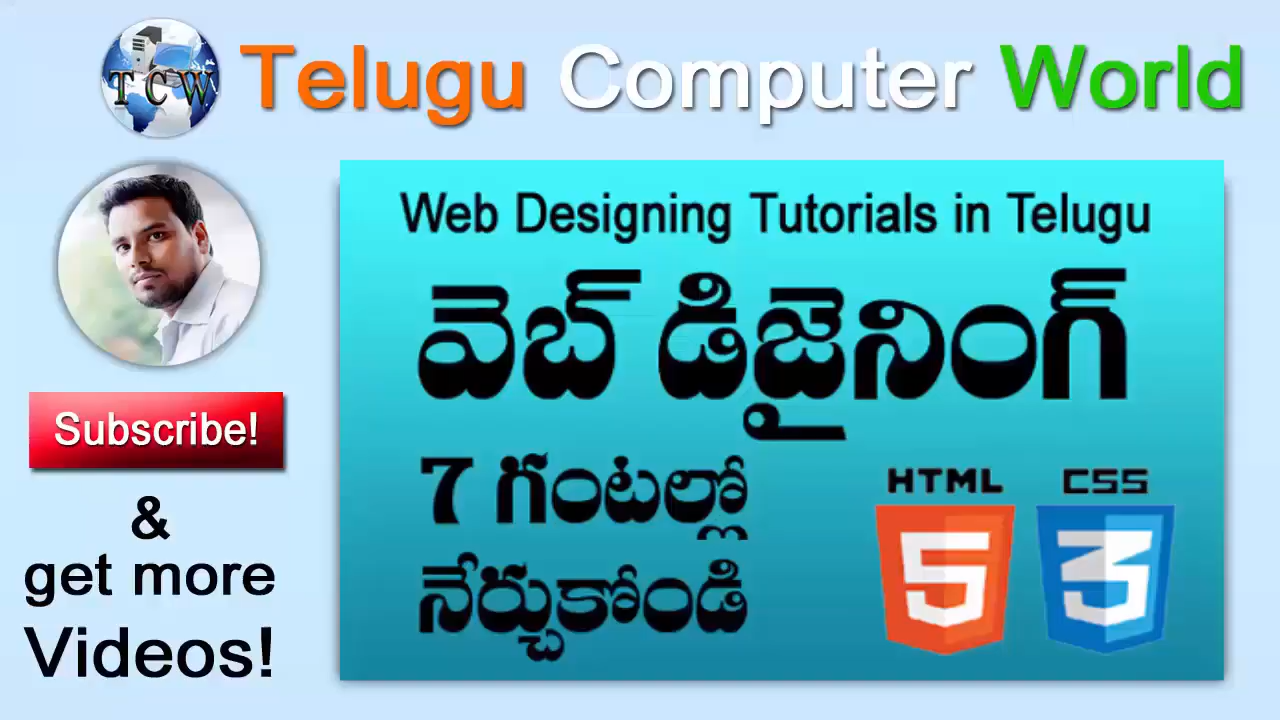 TCW
Telugu Computer World
Web Designing Tutorials in Telugu
వెబ్ డిజైనింగ్
7 గంటల్లో
నేర్చుకోండి
HTML CSS
5 3
Subscribe!
&
get more
Videos!